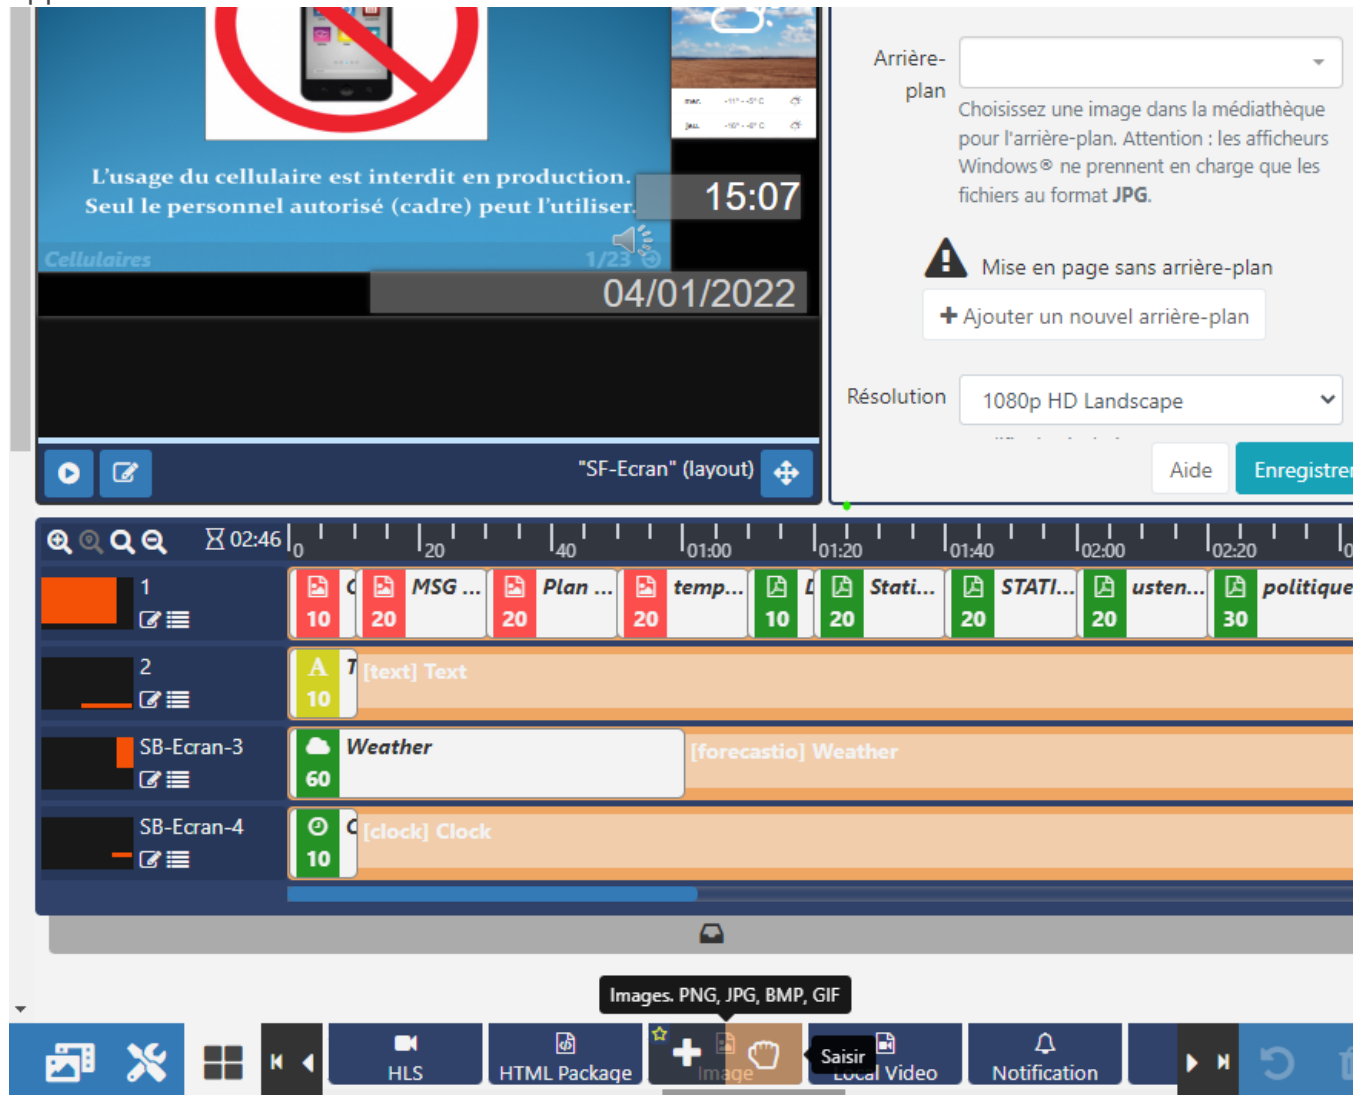 Arrière-
plan
Choisissez une image dans la médiathèque
pour l'arrière-plan. Attention : les afficheurs
Windows® ne prennent en charge que les
fichiers au format JPG.
Mise en page sans arrière-plan
Ajouter un nouvel arrière-plan
Résolution
1080p HD Landscape
Aide
Enregistrer
mer. -11° - -5° C
jeu.
L'usage du cellulaire est interdit en production.
Seul le personnel autorisé (cadre) peut l'utiliser.
15:07
Cellulaires
1/23
04/01/2022
"SF-Ecran" (layout)
02:46
0 20 40 01:00 01:20 01:40 02:00 02:20
1
10
20 MSG ...
20 Plan ...
20 temp...
10
20 Stati...
20 STATI...
20 usten...
30 politique
2
A T
10
[text] Text
SB-Ecran-3
60
Weather
[forecastio] Weather
SB-Ecran-4
10
[clock] Clock
Images. PNG, JPG, BMP, GIF
HLS
HTML Package
Image
Saisir
Local Video
Notification